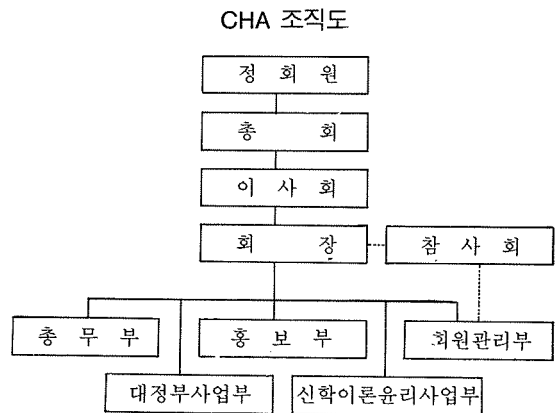 CHA 조직도
정 회 원
총 회
이 사 회
회 장
참 사 회
총 무 부
홍 보 부
회원관리부
대정부사업부
신학이론윤리사업부